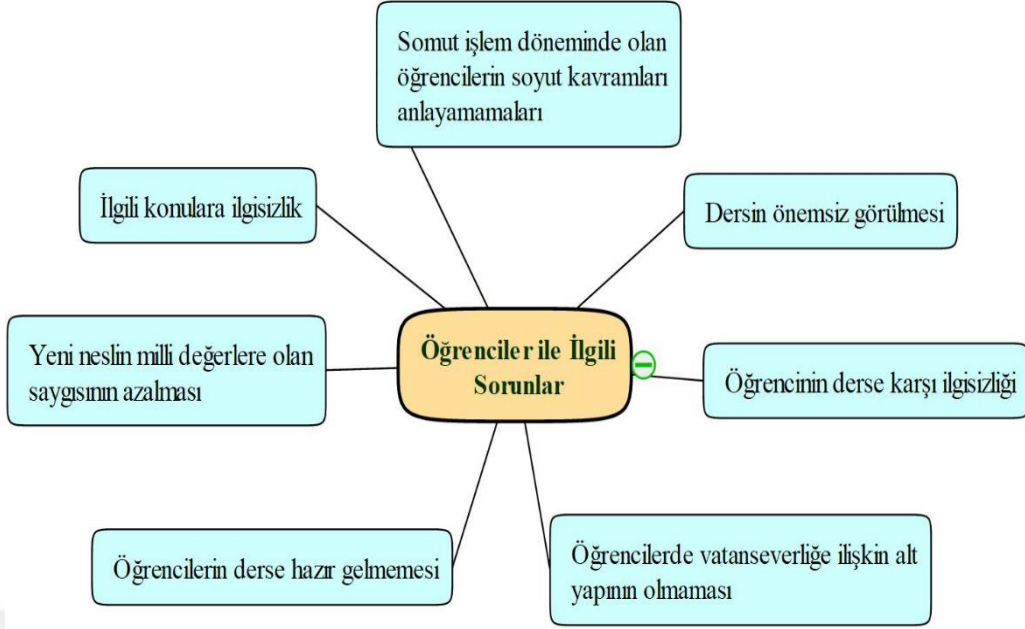 Somut işlem döneminde olan
öğrencilerin soyut kavramları
anlayamamaları
İlgili konulara ilgisizlik
Dersin önemsiz görülmesi
Yeni neslin milli değerlere olan
saygısının azalması
Öğrenciler ile İlgili
Sorunlar
Öğrencinin derse karşı ilgisizliği
Öğrencilerin derse hazır gelmemesi
Öğrencilerde vatanseverliğe ilişkin alt
yapının olmaması